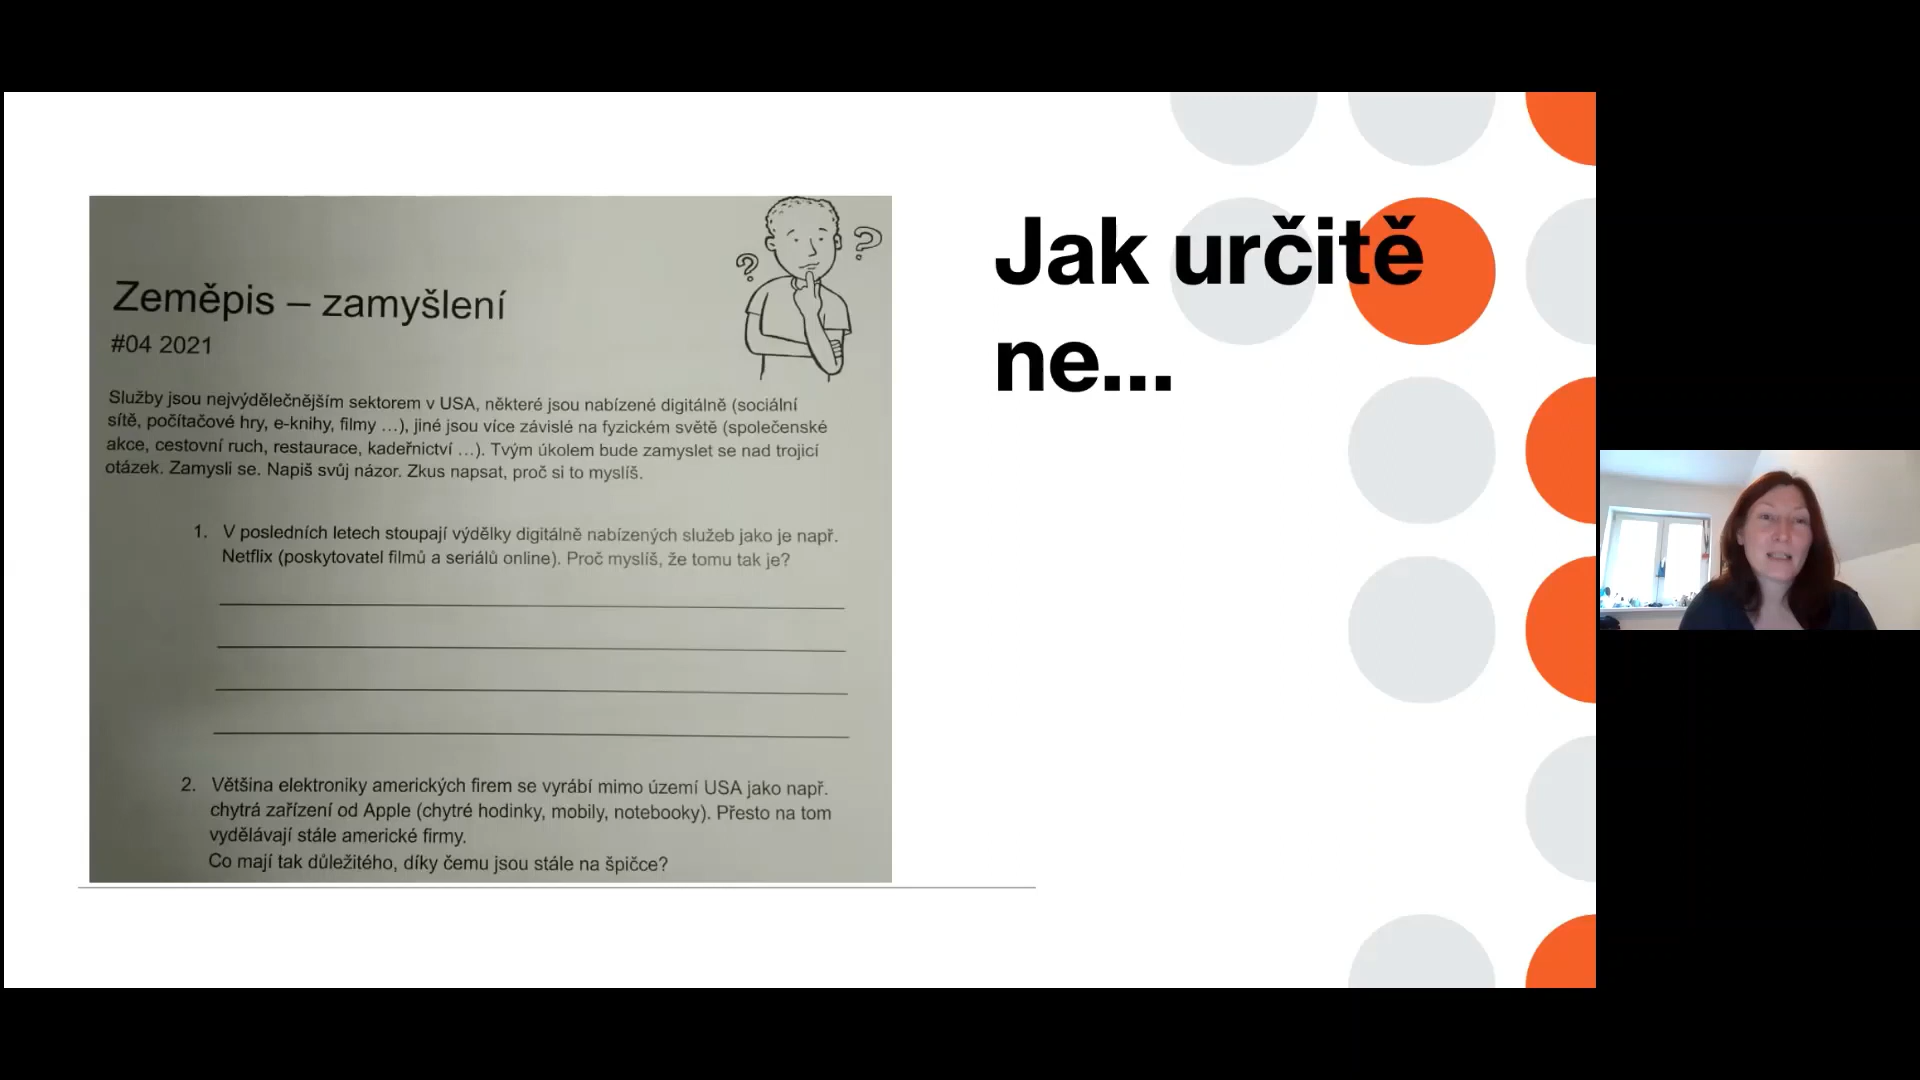 Zeměpis – zamyšlení
#04 2021
? ?
Služby jsou nejvýdělečnějším sektorem v USA, některé jsou nabízené digitálně (sociální
sítě, počítačové hry, e-knihy, filmy …), jiné jsou více závislé na fyzickém světě (společenské
akce, cestovní ruch, restaurace, kadeřnictví …). Tvým úkolem bude zamyslet se nad trojicí
otázek. Zamysli se. Napiš svůj názor. Zkus napsat, proč si to myslíš.
1. V posledních letech stoupají výdělky digitálně nabízených služeb jako je např.
Netflix (poskytovatel filmů a seriálů online). Proč myslíš, že tomu tak je?
2. Většina elektroniky amerických firem se vyrábí mimo území USA jako např.
chytrá zařízení od Apple (chytré hodinky, mobily, notebooky). Přesto na tom
vydělávají stále americké firmy.
Co mají tak důležitého, díky čemu jsou stále na špičce?
Jak určitě
ne...